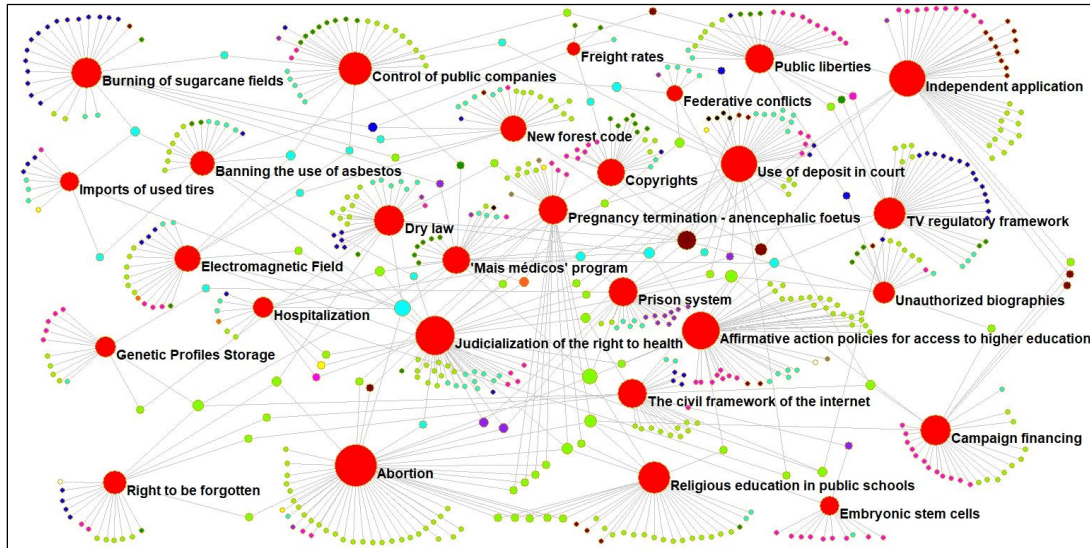 Freight rates
Burning of sugarcane fields
Control of public companies
Public liberties
Independent application
Federative conflicts
New forest code
Banning the use of asbestos
Imports of used tires
Copyrights
Use of deposit in court
Pregnancy termination - anencephalic foetus
TV regulatory framework
Dry law
Electromagnetic Field
'Mais médicos' program
Prison system
Unauthorized biographies
Hospitalization
Judicialization of the right to health
Affirmative action policies for access to higher education
Genetic Profiles Storage
The civil framework of the internet
Campaign financing
Abortion
Religious education in public schools
Right to be forgotten
Embryonic stem cells